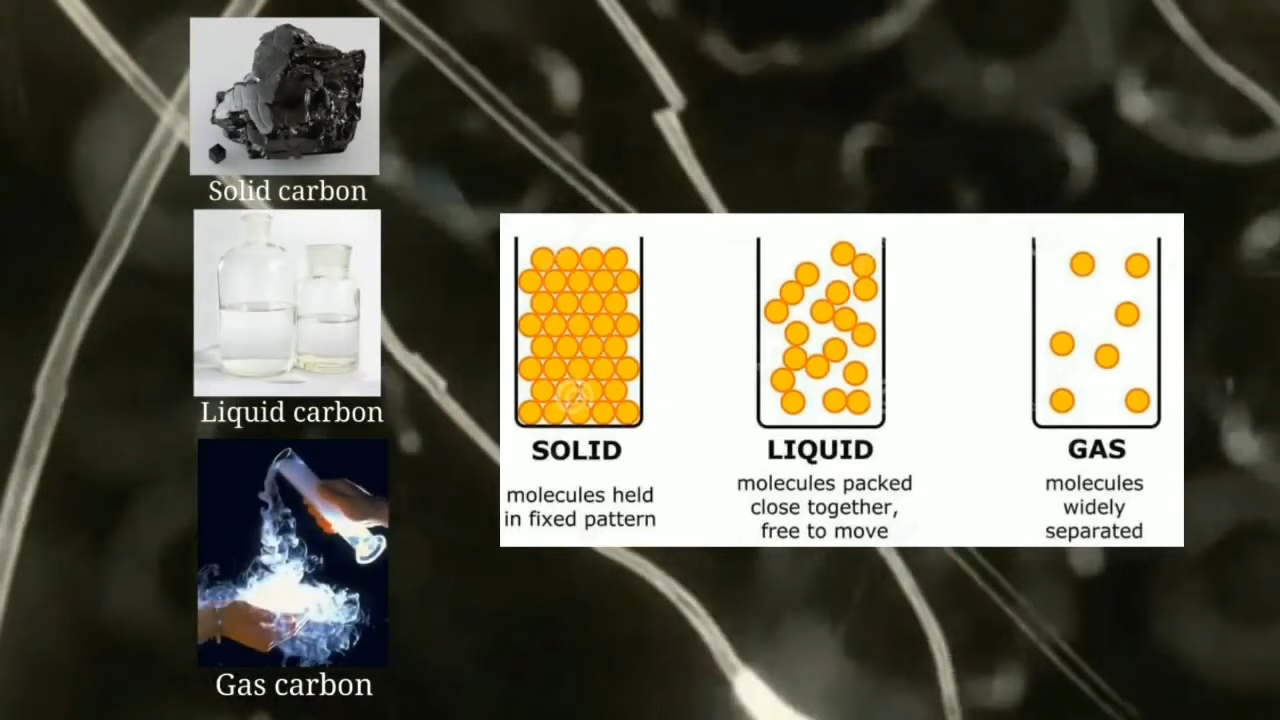 Solid carbon
Liquid carbon
Gas carbon
SOLID
molecules held
in fixed pattern
LIQUID
molecules packed
close together,
free to move
GAS
molecules
widely
separated